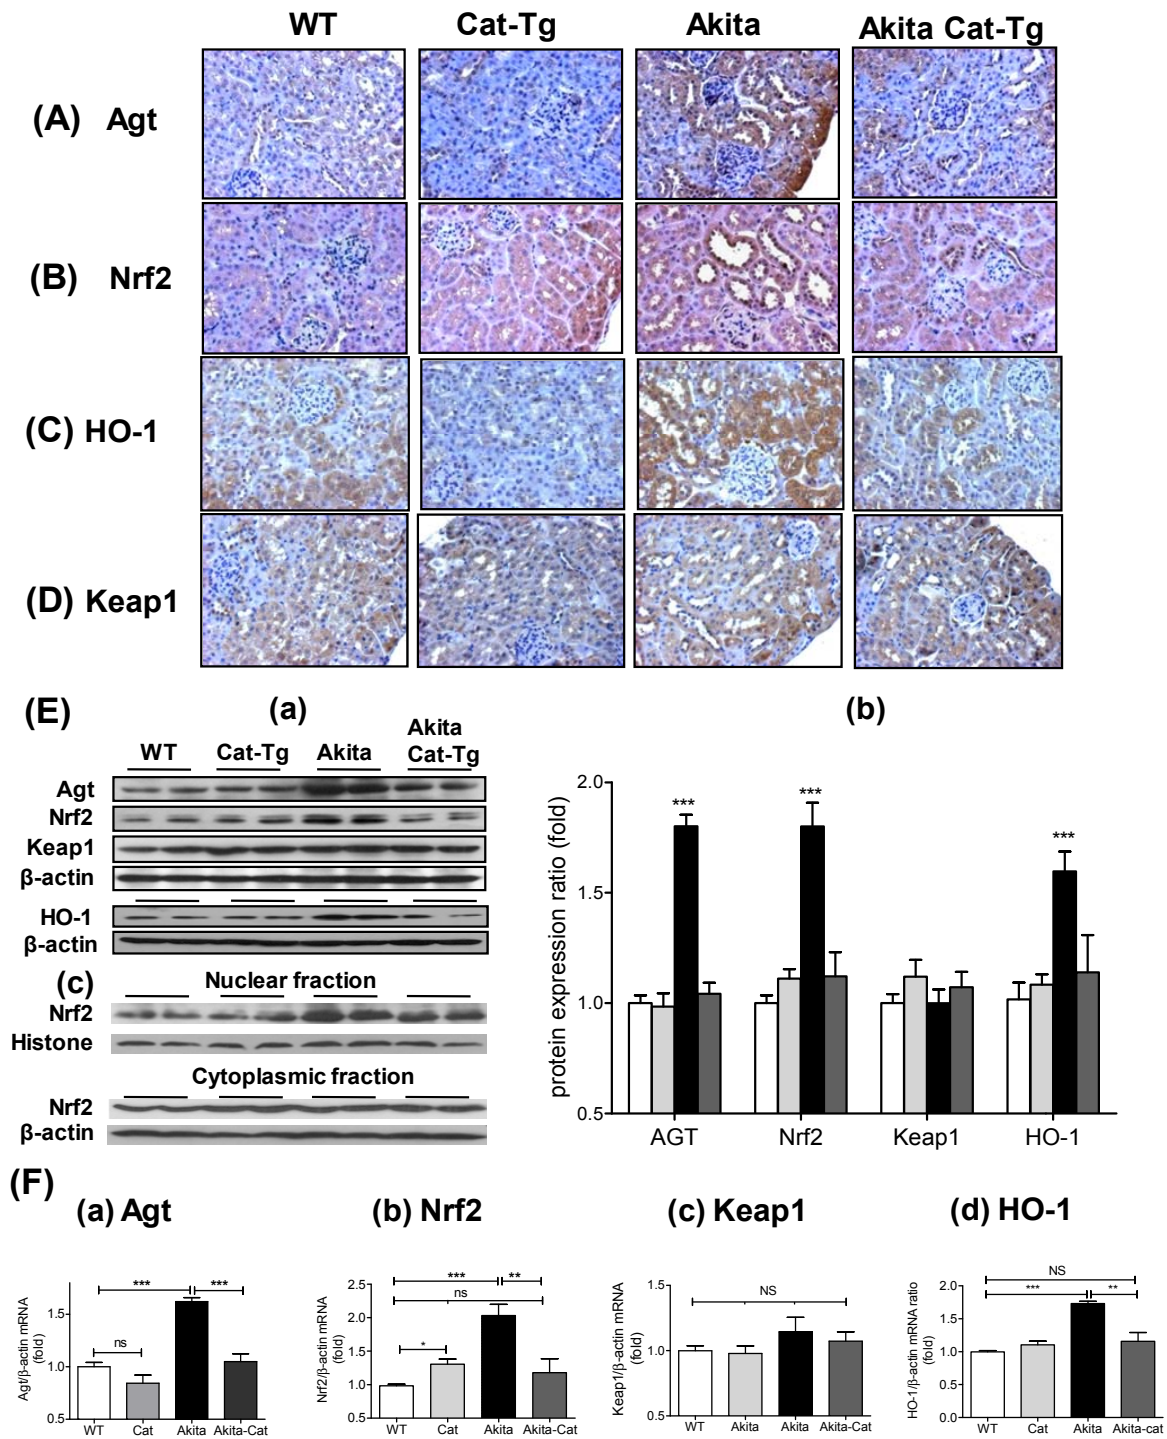 WT Cat-Tg Akita Akita Cat-Tg
(A) Agt
(B) Nrf2
(C) HO-1
(D) Keap1
(E) (a) (b)
WT Cat-Tg Akita Akita Cat-Tg
Agt
Nrf2
Keap1
β-actin
HO-1
β-actin
(c) Nuclear fraction
Nrf2
Histone
Cytoplasmic fraction
Nrf2
β-actin
protein expression ratio (fold)
2.0
1.5
1.0
0.5
*** *** ***
AGT Nrf2 Keap1 HO-1
(F)
(a) Agt
Agt/β-actin mRNA
(fold)
1.5
1.0
0.5
*** ***
ns
WT Cat Akita Akita-Cat
(b) Nrf2
Nrf2/β-actin mRNA
(fold)
2.5
2.0
1.5
1.0
0.5
*** **
ns
*
WT Cat Akita Akita-Cat
(c) Keap1
Keap1/β-actin mRNA
(fold)
1.5
1.0
0.5
NS
WT Akita Akita Akita-Cat
(d) HO-1
HO-1/β-actin mRNA ratio
(fold)
2.0
1.5
1.0
0.5
0.0
NS
*** **
WT Cat Akita Akita-cat